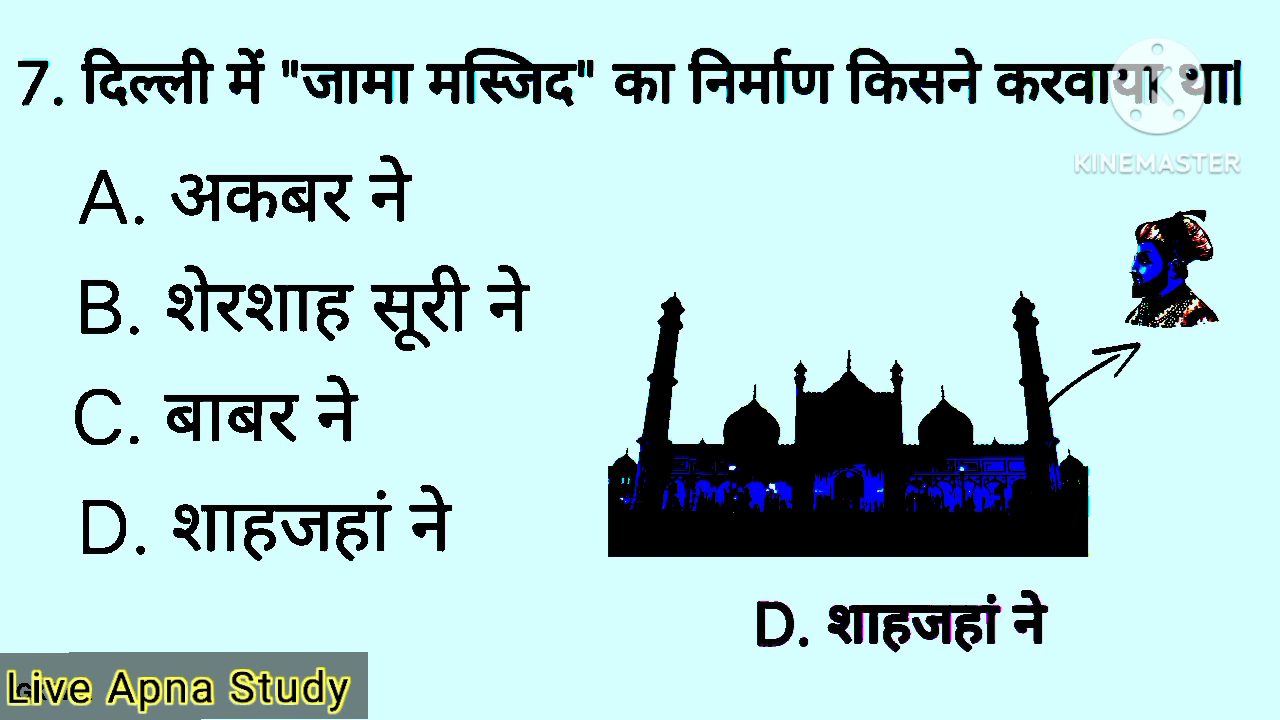 7. दिल्ली में "जामा मस्जिद" का निर्माण किसने करवाया था|
KINEMASTER
A. अकबर ने
B. शेरशाह सूरी ने
C. बाबर ने
D. शाहजहां ने
D. शाहजहां ने
Live Apna Study